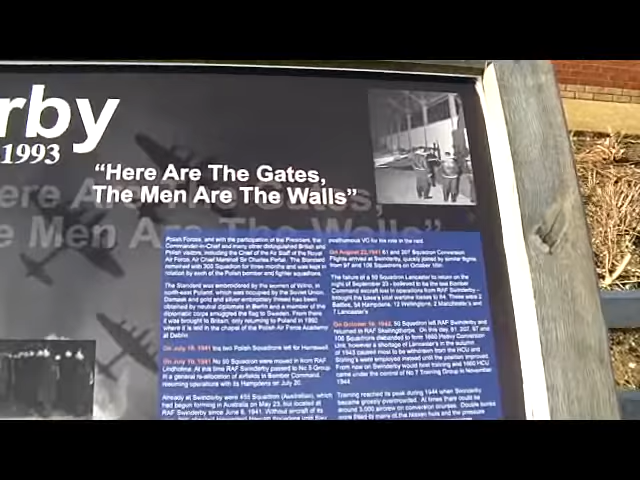 rby
1993
“Here Are The Gates,
The Men Are The Walls”
Polish Forces, and with the participation of the President, the
Commander-in-Chief and many other distinguished British and
Polish visitors, including the Chief of the Air Staff of the Royal
Air Force, Air Chief Marshal Sir Charles Portal. The Standard
remained with 300 Squadron for three months and was kept in
rotation by each of the Polish bomber and fighter squadrons.
The Standard was embroidered by the women of Wilno, in
north-east Poland, which was occupied by the Soviet Union.
Damask and gold and silver embroidery thread has been
obtained by neutral diplomats in Berlin and a member of the
diplomatic corps smuggled the flag to Sweden. From there
it was brought to Britain, only returning to Poland in 1992
where it is laid in the chapel of the Polish Air Force Academy
at Deblin.
On July 18, 1941 the two Polish Squadrons left for Hemswell.
On July 19, 1941 No 50 Squadron were moved in from RAF
Lindholme. At this time RAF Swinderby passed to No 5 Group
in a general re-allocation of airfields in Bomber Command,
resuming operations with its Hampdens on July 20.
Already at Swinderby were 455 Squadron (Australian), which
had begun forming in Australia on May 23, but located at
RAF Swinderby since June 6, 1941. Without aircraft of its
posthumous VC for his role in the raid.
On August 23, 1941 61 and 207 Squadron Conversion
Flights arrived at Swinderby, quickly joined by similar flights
from 97 and 106 Squadrons on October 16th.
The failure of a 50 Squadron Lancaster to return on the
night of September 23 - believed to be the last Bomber
Command aircraft lost in operations from RAF Swinderby -
brought the base's total wartime losses to 84. These were 2
Battles, 54 Hampdens, 12 Wellingtons, 2 Manchester's and
7 Lancaster's
On October 16, 1942, 50 Squadron left RAF Swinderby and
returned to RAF Skellingthorpe. On this day, 61, 207, 97 and
106 Squadrons disbanded to form 1660 Heavy Conversion
Unit, however a shortage of Lancaster's in the autumn
of 1943 caused most to be withdrawn from the HCU and
Stirling's were employed instead until the position improved.
From now on Swinderby would host training and 1660 HCU
came under the control of No 7 Training Group in November
1944.
Training reached its peak during 1944 when Swinderby
became grossly overcrowded. At times there could be
around 3,000 aircrew on conversion courses. Double bunks